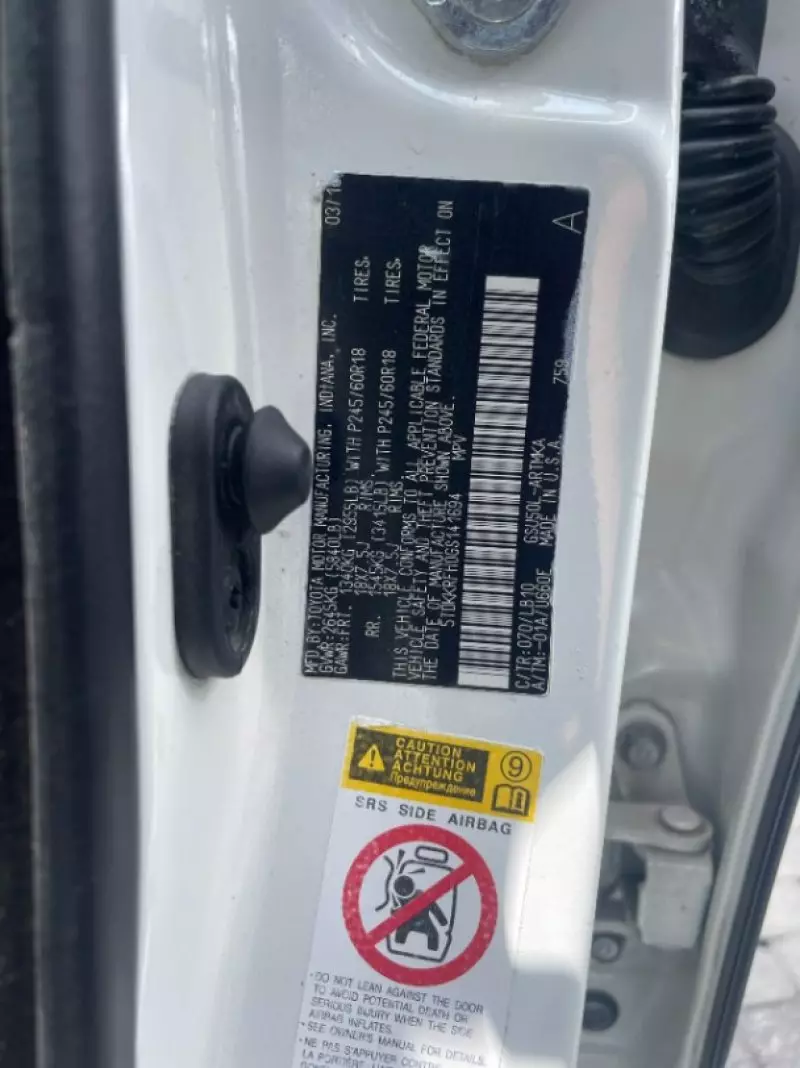 MFD BY:TOYOTA MOTOR MANUFACTURING, INDIANA, INC. 03/16
GVWR:2645KG (5840LB)
GAWR:FRT. 1340KG (2955LB) WITH P245/60R18 TIRES.
18X7.5J RIMS
RR. 1545KG (3415LB) WITH P245/60R18 TIRES.
18X7.5J RIMS.
THIS VEHICLE CONFORMS TO ALL APPLICABLE FEDERAL MOTOR
VEHICLE SAFETY AND THEFT PREVENTION STANDARDS IN EFFECT ON
THE DATE OF MANUFACTURE SHOWN ABOVE.
5TDKKRFH0GS141694 MPV
C/TR:070/LB10 GSU50L-ARTMKA 759 A
A/TM:-01A/U660E MADE IN U.S.A.
CAUTION
ATTENTION
ACHTUNG
Предупреждение
9
SRS SIDE AIRBAG
·DO NOT LEAN AGAINST THE DOOR
TO AVOID POTENTIAL DEATH OR
SERIOUS INJURY WHEN THE SIDE
AIRBAG INFLATES.
·SEE OWNER'S MANUAL FOR DETAILS.
·NE PAS S'APPUYER CONTRE
LA PORTIÈRE